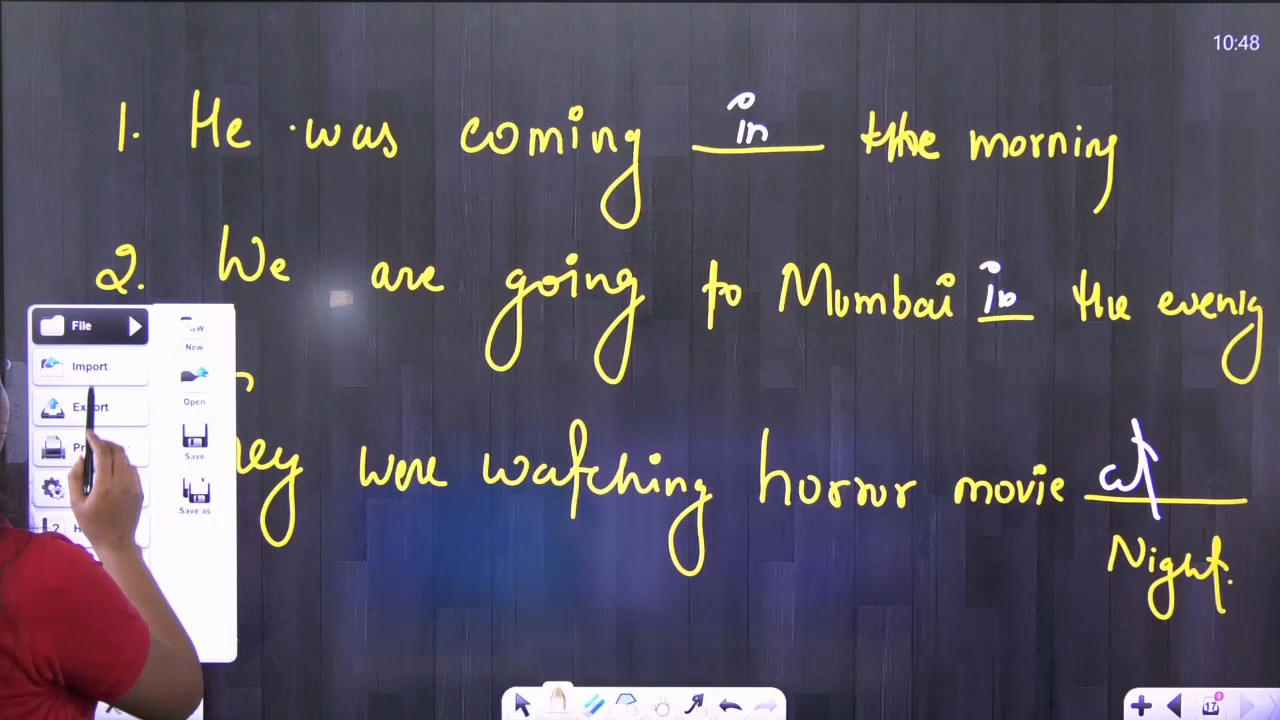 10:48
1. He was coming in the morning
2. We are going to Mumbai in the evenig
were watching horror movie at
Night.
File
Import
Export
New
Open
Save
Save as
17